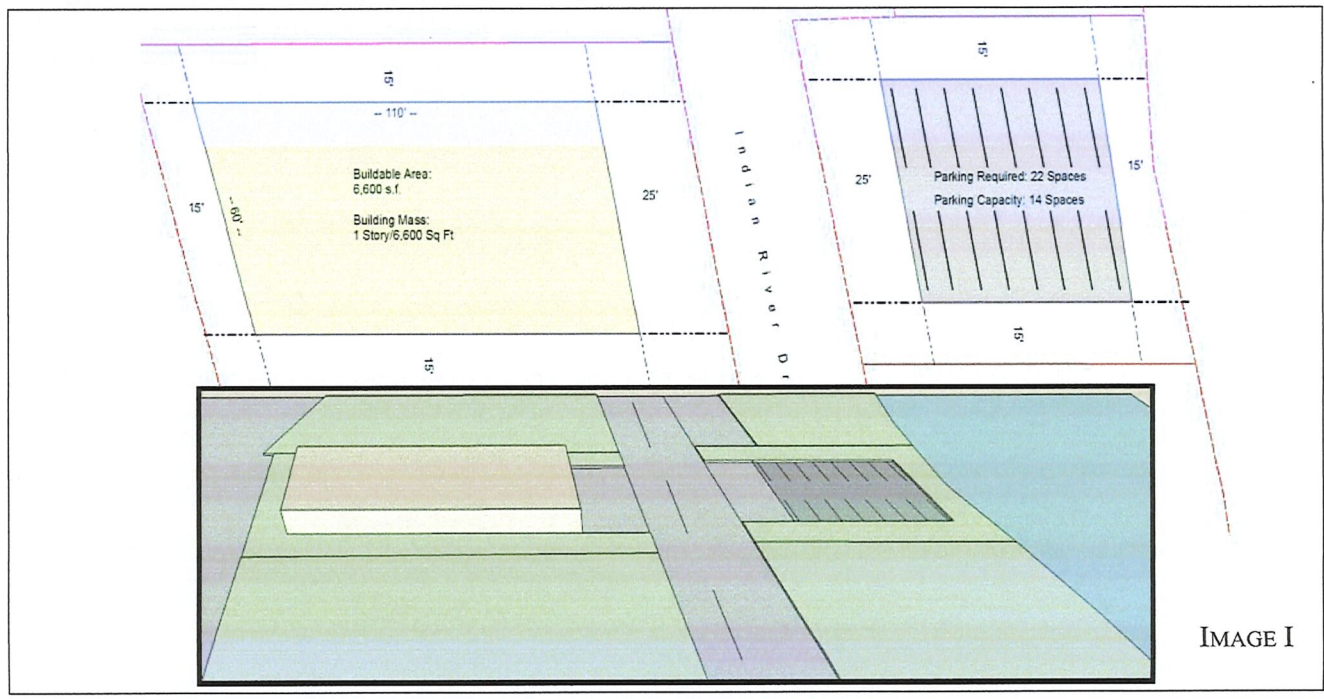 15'
15'
-- 110' --
Buildable Area:
6,600 s.f.
Building Mass:
1 Story/6,600 Sq Ft
15'
-- 60' --
25'
15'
Indian River Dr
25'
15'
Parking Required: 22 Spaces
Parking Capacity: 14 Spaces
15'
IMAGE I